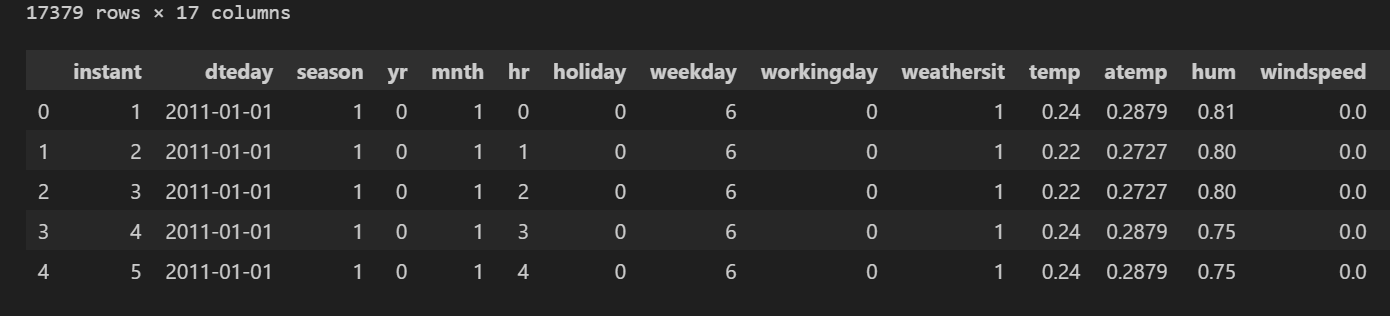 17379 rows × 17 columns
instant dteday season yr mnth hr holiday weekday workingday weathersit temp atemp hum windspeed
0 1 2011-01-01 1 0 1 0 0 6 0 1 0.24 0.2879 0.81 0.0
1 2 2011-01-01 1 0 1 1 0 6 0 1 0.22 0.2727 0.80 0.0
2 3 2011-01-01 1 0 1 2 0 6 0 1 0.22 0.2727 0.80 0.0
3 4 2011-01-01 1 0 1 3 0 6 0 1 0.24 0.2879 0.75 0.0
4 5 2011-01-01 1 0 1 4 0 6 0 1 0.24 0.2879 0.75 0.0